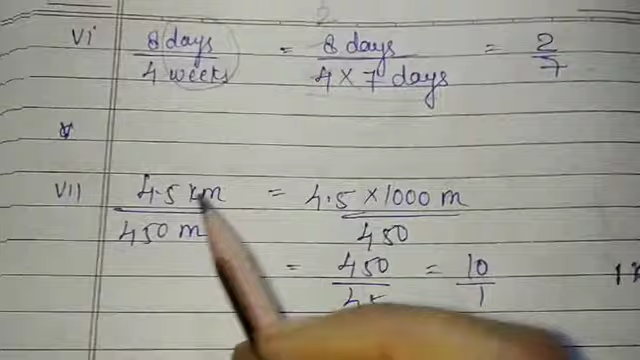 vi 8 days / 4 weeks = 8 days / 4 × 7 days = 2 / 7
vii) 4.5 km / 450 m = 4.5 × 1000 m / 450
= 450 / 45 = 10 / 1